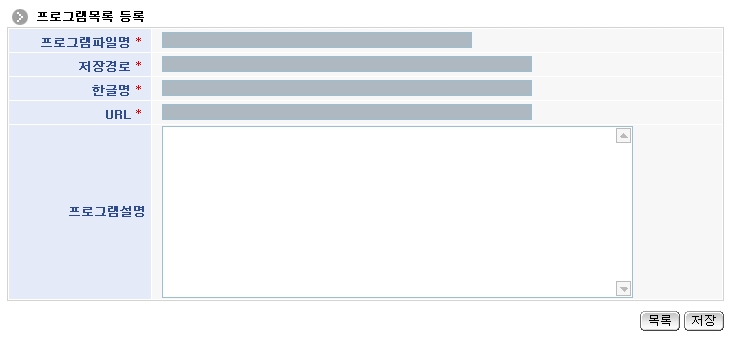 프로그램목록 등록
프로그램파일명 *
저장경로 *
한글명 *
URL *
프로그램설명
목록 저장